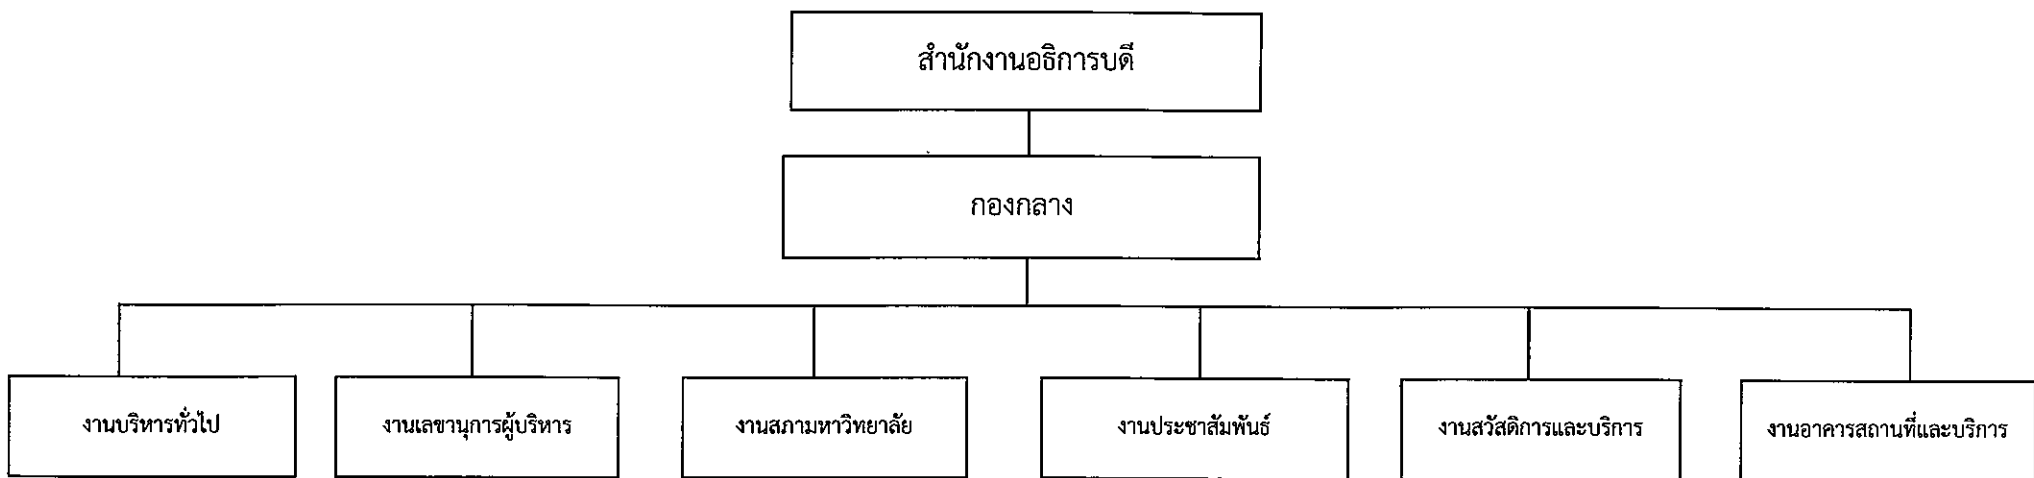 สำนักงานอธิการบดี
กองกลาง
งานบริหารทั่วไป
งานเลขานุการผู้บริหาร
งานสภามหาวิทยาลัย
งานประชาสัมพันธ์
งานสวัสดิการและบริการ
งานอาคารสถานที่และบริการ